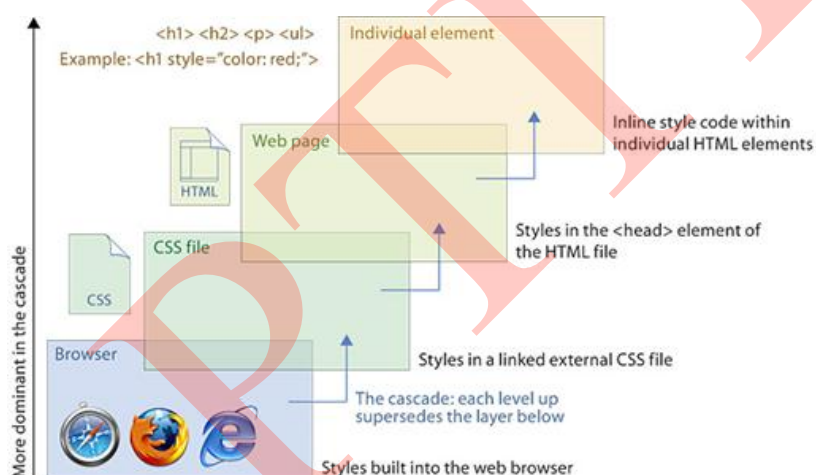 <h1> <h2> <p> <ul>
Example: <h1 style="color: red;">
Individual element
Inline style code within
individual HTML elements
Web page
HTML
Styles in the <head> element of
the HTML file
CSS file
CSS
Styles in a linked external CSS file
Browser
The cascade: each level up
supersedes the layer below
Styles built into the web browser
More dominant in the cascade